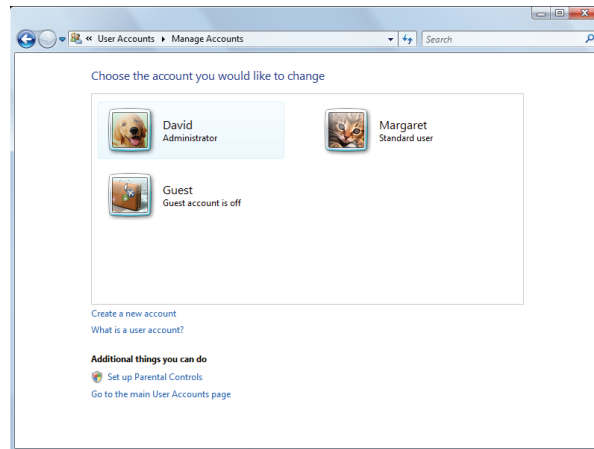 « User Accounts ▸ Manage Accounts
Search
Choose the account you would like to change
David
Administrator
Margaret
Standard user
Guest
Guest account is off
Create a new account
What is a user account?
Additional things you can do
Set up Parental Controls
Go to the main User Accounts page